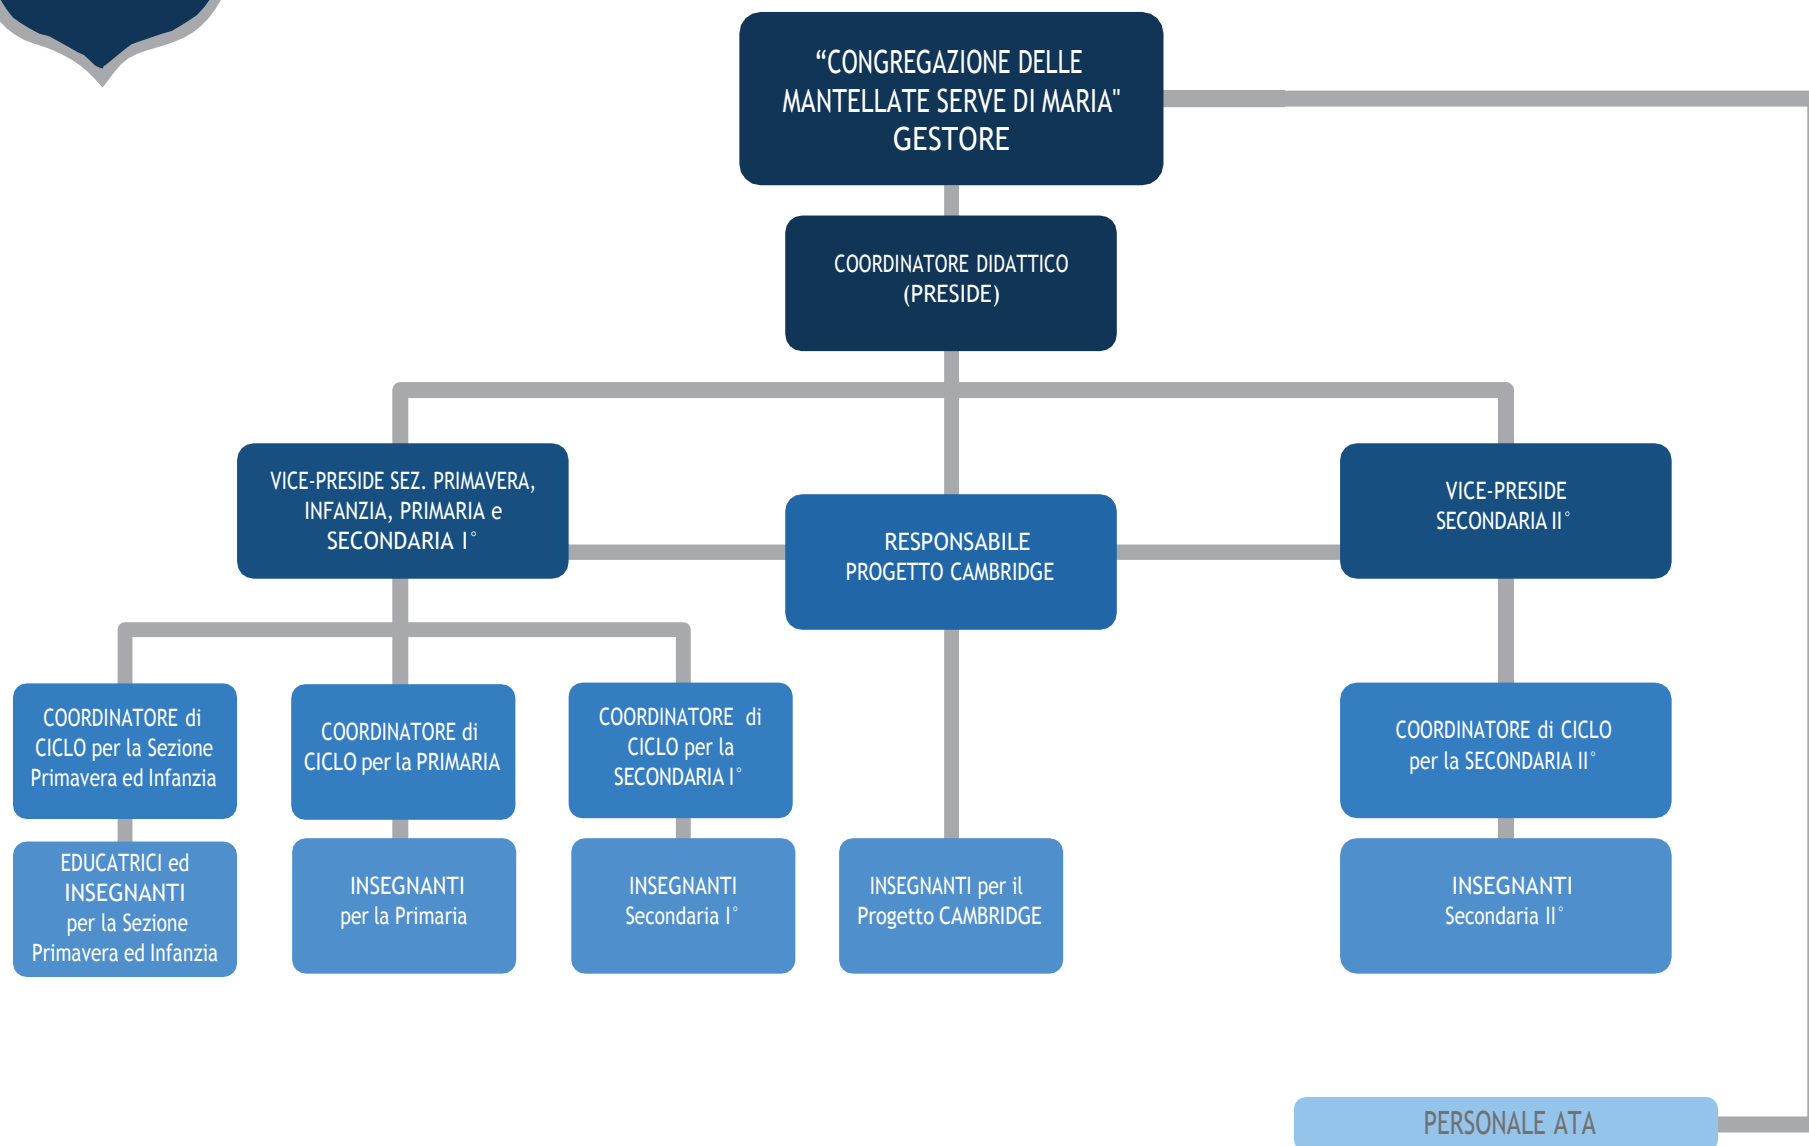 “CONGREGAZIONE DELLE
MANTELLATE SERVE DI MARIA"
GESTORE
COORDINATORE DIDATTICO
(PRESIDE)
VICE-PRESIDE SEZ. PRIMAVERA,
INFANZIA, PRIMARIA e
SECONDARIA I°
RESPONSABILE
PROGETTO CAMBRIDGE
VICE-PRESIDE
SECONDARIA II°
COORDINATORE di
CICLO per la Sezione
Primavera ed Infanzia
COORDINATORE di
CICLO per la PRIMARIA
COORDINATORE di
CICLO per la
SECONDARIA I°
COORDINATORE di CICLO
per la SECONDARIA II°
EDUCATRICI ed
INSEGNANTI
per la Sezione
Primavera ed Infanzia
INSEGNANTI
per la Primaria
INSEGNANTI
Secondaria I°
INSEGNANTI per il
Progetto CAMBRIDGE
INSEGNANTI
Secondaria II°
PERSONALE ATA